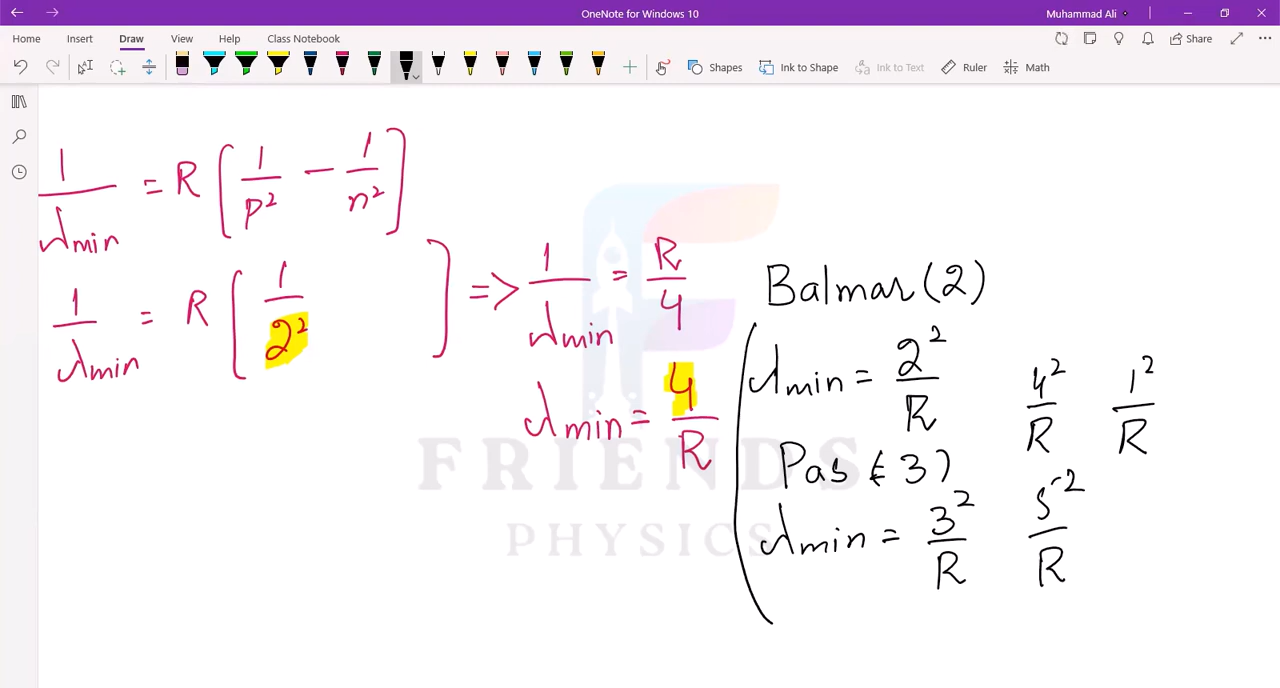 OneNote for Windows 10
Muhammad Ali
Home Insert Draw View Help Class Notebook
Share
Shapes Ink to Shape Ink to Text Ruler Math
1/λmin = R[1/p² − 1/n²]
1/λmin = R[1/2² ]
=> 1/λmin = R/4
λmin = 4/R
Balmar(2)
λmin = 2²/R 4²/R 1²/R
Pas (3)
λmin = 3²/R 5²/R
FRIENDS
PHYSICS